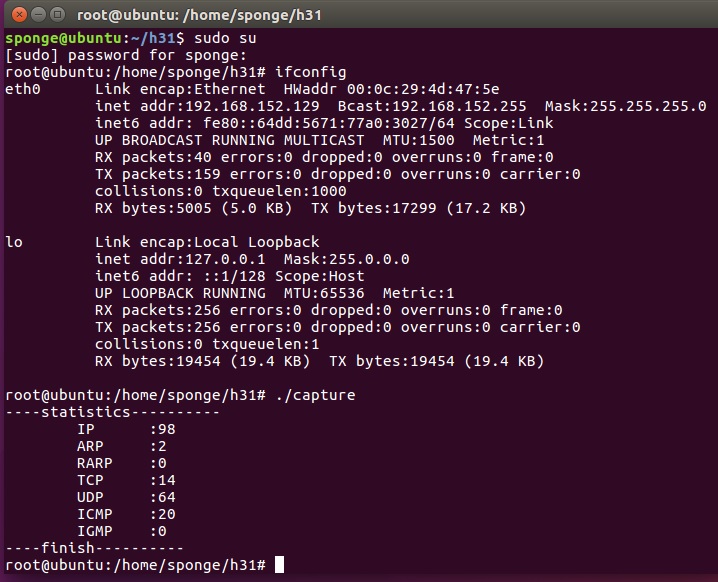 root@ubuntu: /home/sponge/h31
sponge@ubuntu:~/h31$ sudo su
[sudo] password for sponge:
root@ubuntu:/home/sponge/h31# ifconfig
eth0      Link encap:Ethernet  HWaddr 00:0c:29:4d:47:5e
          inet addr:192.168.152.129  Bcast:192.168.152.255  Mask:255.255.255.0
          inet6 addr: fe80::64dd:5671:77a0:3027/64 Scope:Link
          UP BROADCAST RUNNING MULTICAST  MTU:1500  Metric:1
          RX packets:40 errors:0 dropped:0 overruns:0 frame:0
          TX packets:159 errors:0 dropped:0 overruns:0 carrier:0
          collisions:0 txqueuelen:1000
          RX bytes:5005 (5.0 KB)  TX bytes:17299 (17.2 KB)
lo        Link encap:Local Loopback
          inet addr:127.0.0.1  Mask:255.0.0.0
          inet6 addr: ::1/128 Scope:Host
          UP LOOPBACK RUNNING  MTU:65536  Metric:1
          RX packets:256 errors:0 dropped:0 overruns:0 frame:0
          TX packets:256 errors:0 dropped:0 overruns:0 carrier:0
          collisions:0 txqueuelen:1
          RX bytes:19454 (19.4 KB)  TX bytes:19454 (19.4 KB)
root@ubuntu:/home/sponge/h31# ./capture
----statistics----------
        IP      :98
        ARP     :2
        RARP    :0
        TCP     :14
        UDP     :64
        ICMP    :20
        IGMP    :0
----finish----------
root@ubuntu:/home/sponge/h31#